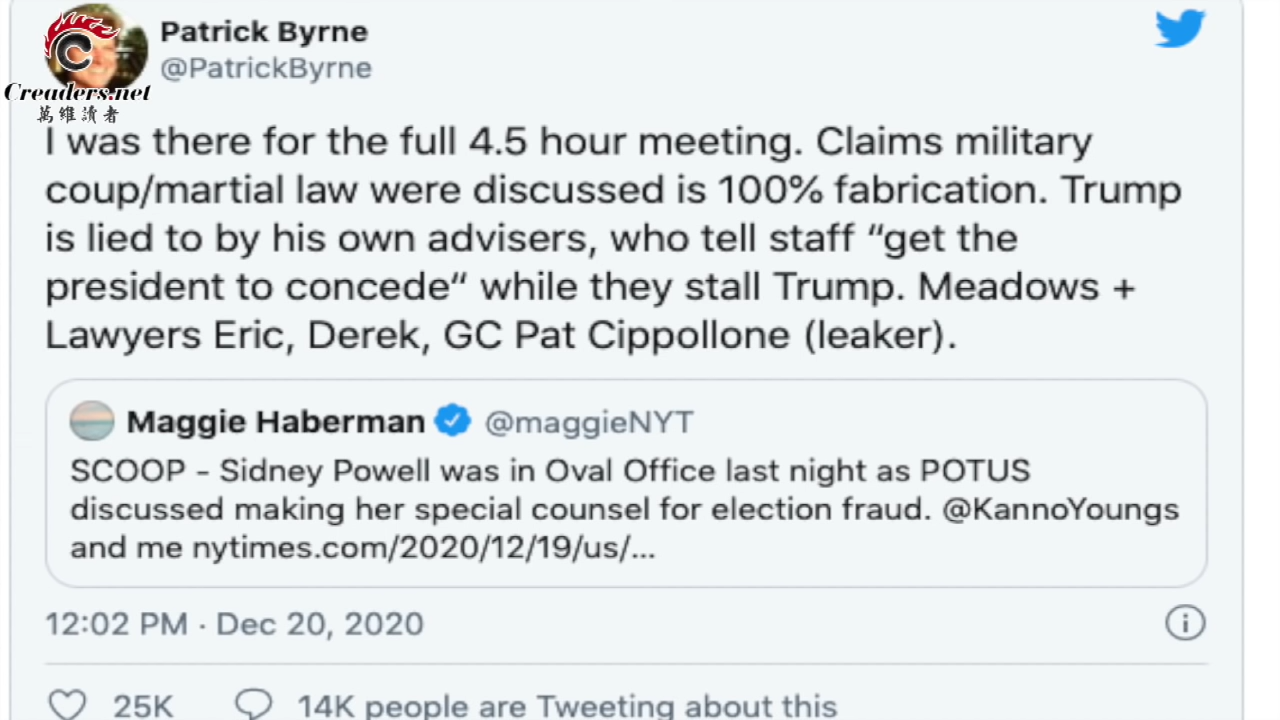 Patrick Byrne
@PatrickByrne
Creaders.net
萬維讀者
I was there for the full 4.5 hour meeting. Claims military
coup/martial law were discussed is 100% fabrication. Trump
is lied to by his own advisers, who tell staff “get the
president to concede“ while they stall Trump. Meadows +
Lawyers Eric, Derek, GC Pat Cippollone (leaker).
Maggie Haberman @maggieNYT
SCOOP - Sidney Powell was in Oval Office last night as POTUS
discussed making her special counsel for election fraud. @KannoYoungs
and me nytimes.com/2020/12/19/us/...
12:02 PM · Dec 20, 2020
25K 14K people are Tweeting about this